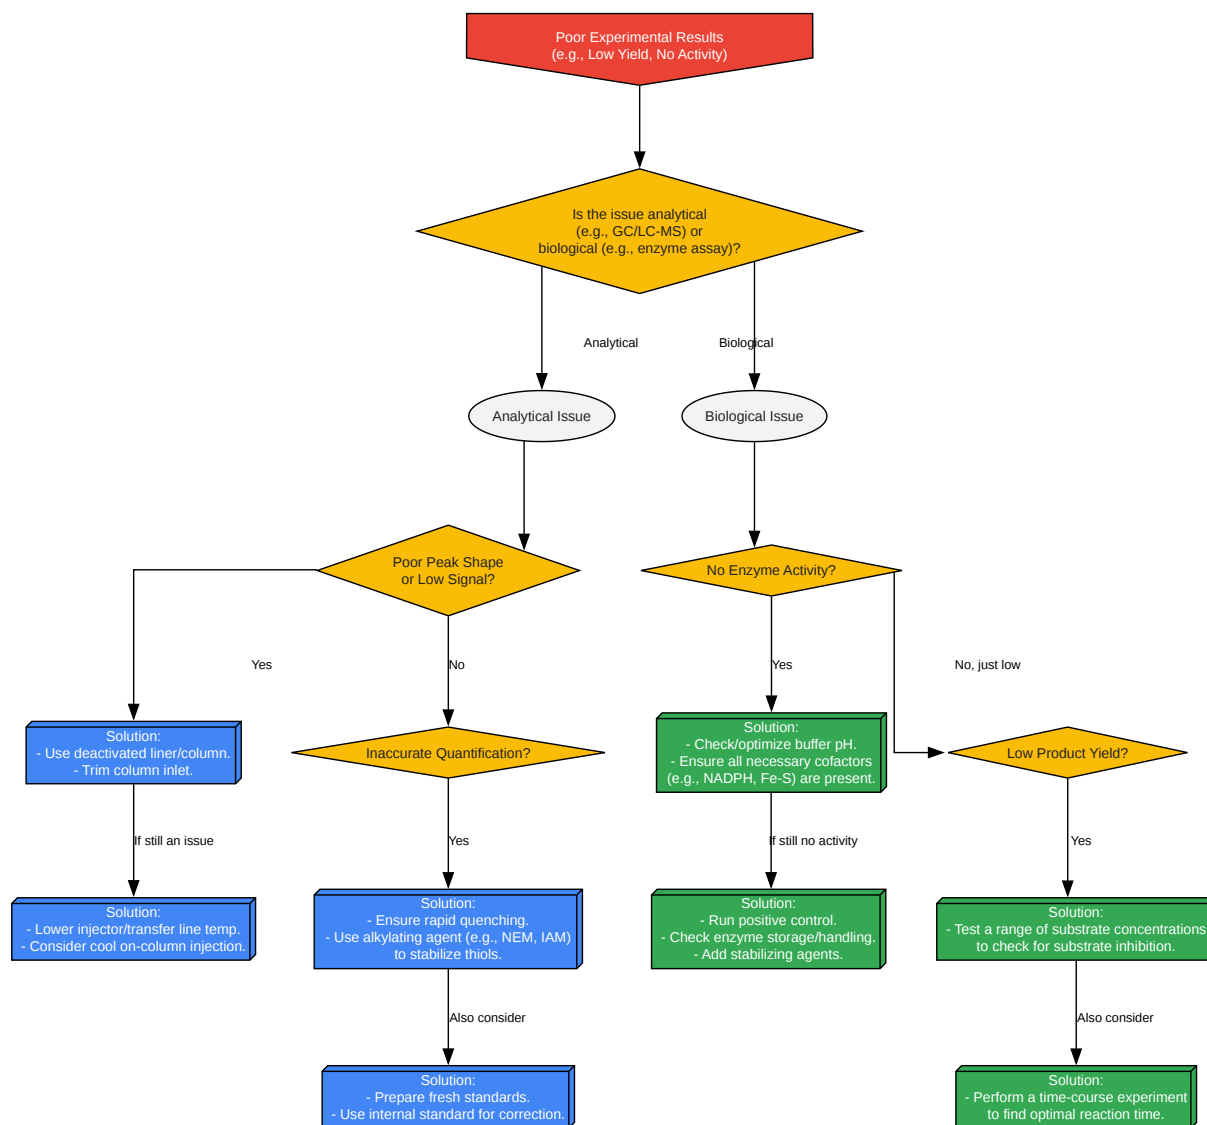 Poor Experimental Results
(e.g., Low Yield, No Activity)
Is the issue analytical
(e.g., GC/LC-MS) or
biological (e.g., enzyme assay)?
Analytical
Biological
Analytical Issue
Biological Issue
Poor Peak Shape
or Low Signal?
No Enzyme Activity?
Yes
No
Yes
No, just low
Solution:
- Use deactivated liner/column.
- Trim column inlet.
Inaccurate Quantification?
Solution:
- Check/optimize buffer pH.
- Ensure all necessary cofactors
(e.g., NADPH, Fe-S) are present.
Low Product Yield?
If still an issue
Yes
If still no activity
Yes
Solution:
- Lower injector/transfer line temp.
- Consider cool on-column injection.
Solution:
- Ensure rapid quenching.
- Use alkylating agent (e.g., NEM, IAM)
to stabilize thiols.
Solution:
- Run positive control.
- Check enzyme storage/handling.
- Add stabilizing agents.
Solution:
- Test a range of substrate concentrations
to check for substrate inhibition.
Also consider
Also consider
Solution:
- Prepare fresh standards.
- Use internal standard for correction.
Solution:
- Perform a time-course experiment
to find optimal reaction time.